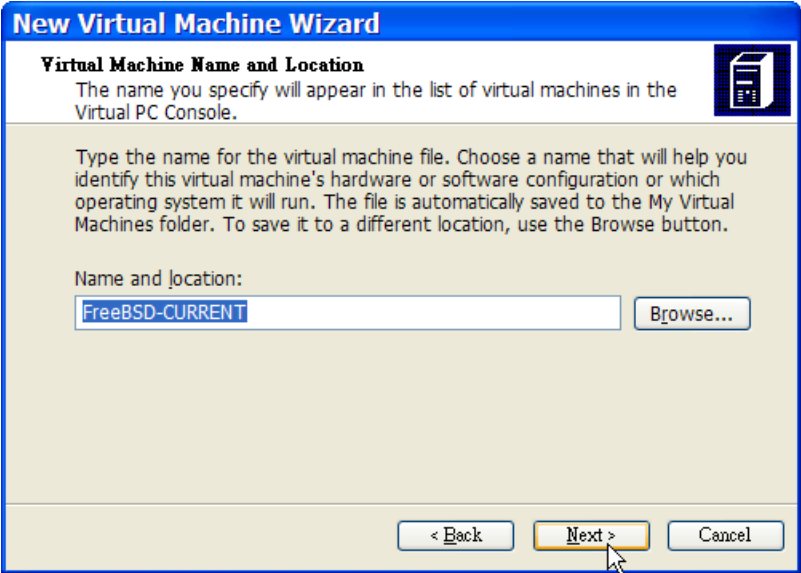 New Virtual Machine Wizard
Virtual Machine Name and Location
The name you specify will appear in the list of virtual machines in the
Virtual PC Console.
Type the name for the virtual machine file. Choose a name that will help you
identify this virtual machine's hardware or software configuration or which
operating system it will run. The file is automatically saved to the My Virtual
Machines folder. To save it to a different location, use the Browse button.
Name and location:
FreeBSD-CURRENT
Browse...
< Back
Next >
Cancel